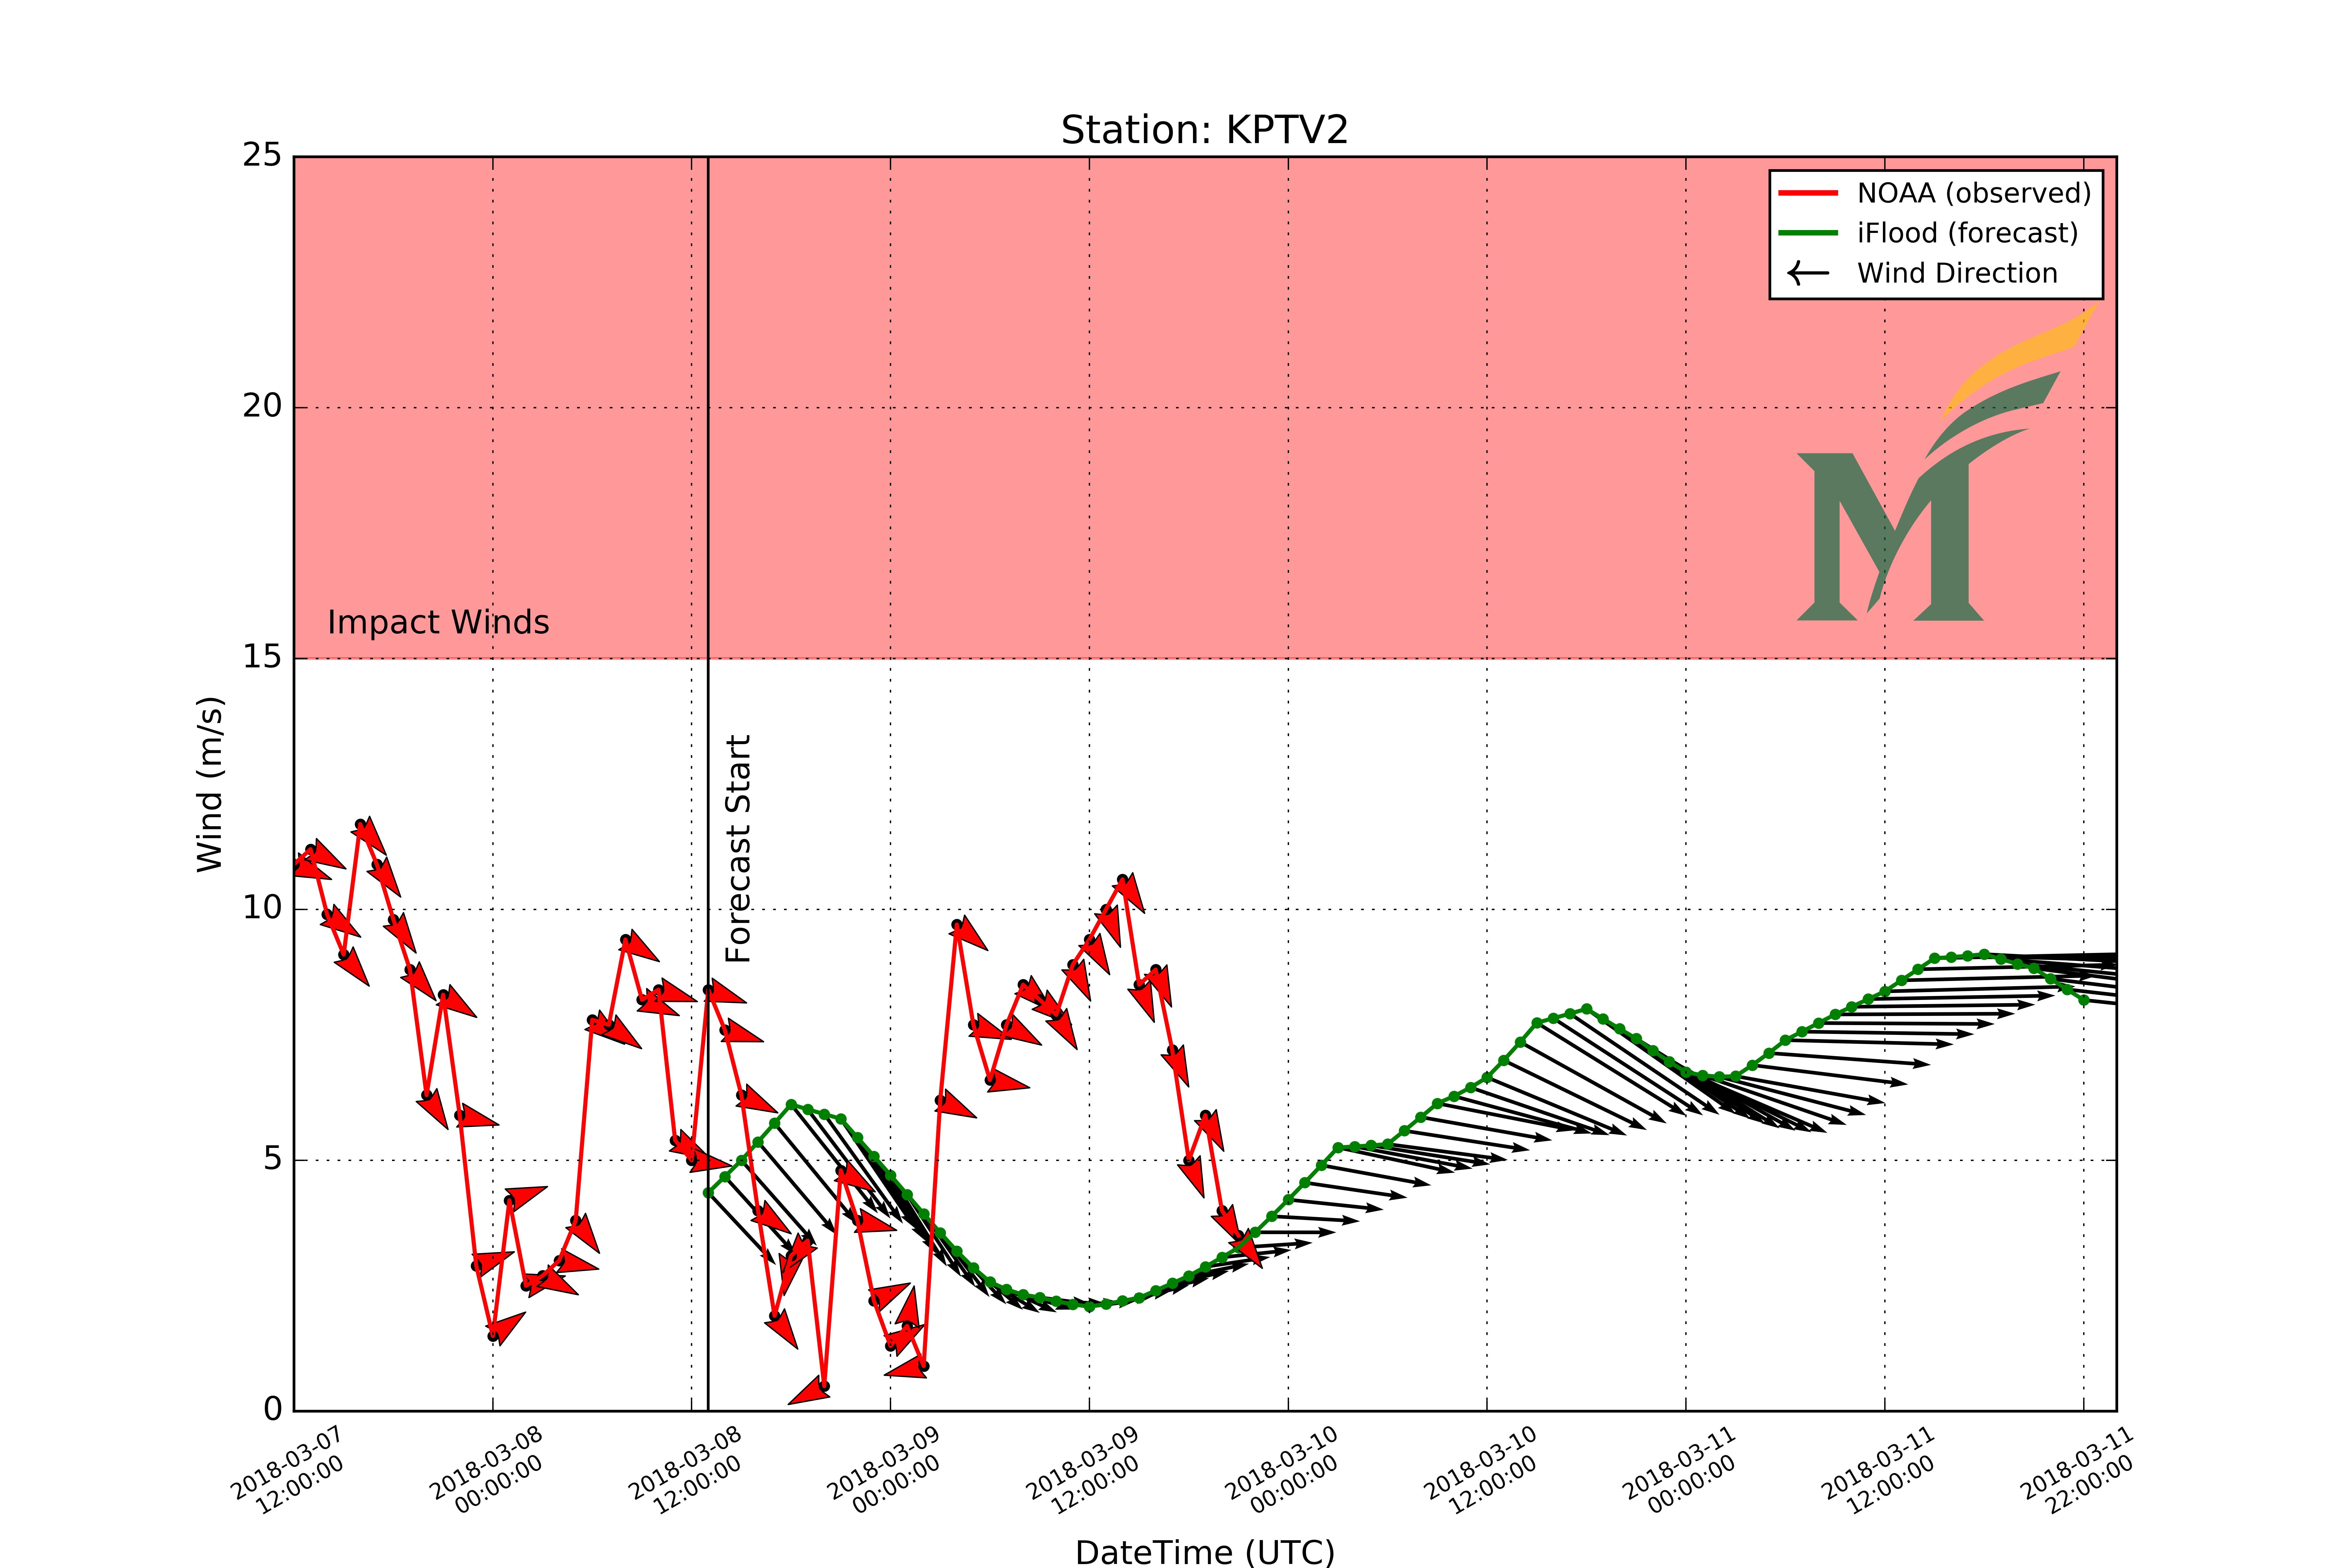 Station: KPTV2
25
20
15
10
5
0
Wind (m/s)
NOAA (observed)
iFlood (forecast)
Wind Direction
Impact Winds
Forecast Start
2018-03-07
12:00:00
2018-03-08
00:00:00
2018-03-08
12:00:00
2018-03-09
00:00:00
2018-03-09
12:00:00
2018-03-10
00:00:00
2018-03-10
12:00:00
2018-03-11
00:00:00
2018-03-11
12:00:00
2018-03-11
22:00:00
DateTime (UTC)
M